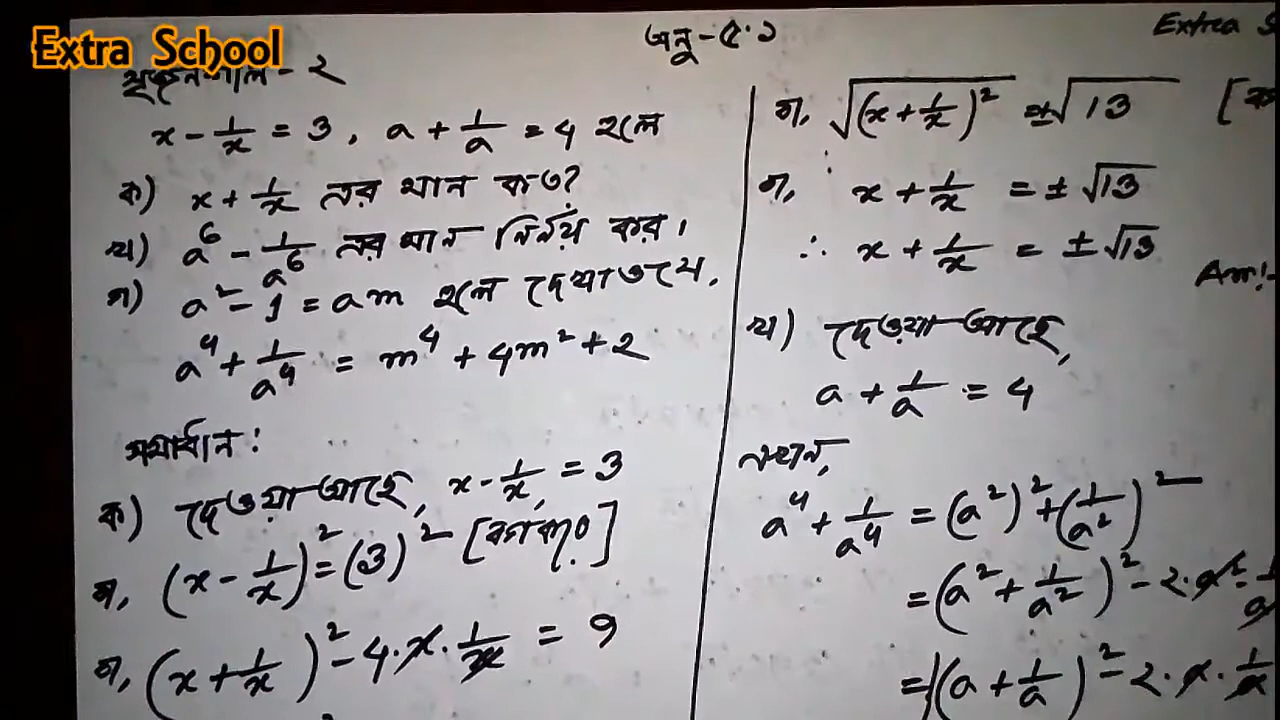 Extra School
অনু - ৫.১
Extra S
সৃজনশীল - ২
x - 1/x = 3, a + 1/a = 4 হলে
ক) x + 1/x এর মান কত?
খ) a⁶ - 1/a⁶ এর মান নির্নয় কর।
গ) a² - 1 = am হলে দেখাও যে,
a⁴ + 1/a⁴ = m⁴ + 4m² + 2
সমাধান:
ক) দেওয়া আছে, x - 1/x = 3
বা, (x - 1/x)² = (3)² [বর্গ করে]
বা, (x + 1/x)² - 4·x·1/x = 9
বা, √(x + 1/x)² = ±√13
বা, x + 1/x = ±√13
∴ x + 1/x = ±√13
Ans:
খ) দেওয়া আছে,
a + 1/a = 4
এখন,
a⁴ + 1/a⁴ = (a²)² + (1/a²)²
= (a² + 1/a²)² - 2·a²·1/a
= {(a + 1/a)² - 2·a·1/a